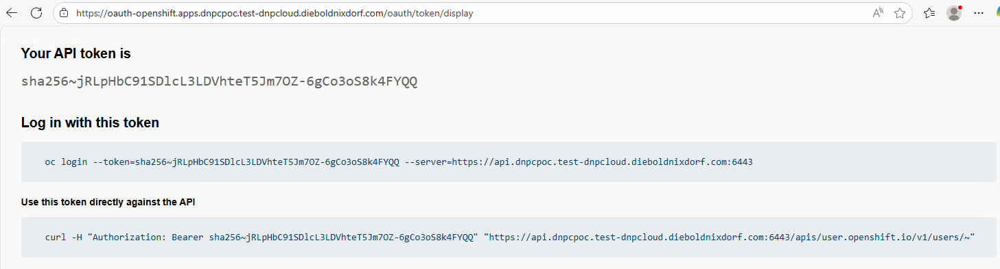 https://oauth-openshift.apps.dnpcpoc.test-dnpcloud.dieboldnixdorf.com/oauth/token/display
Your API token is
sha256~jRLpHbC91SDlcL3LDVhteT5Jm7OZ-6gCo3oS8k4FYQQ
Log in with this token
oc login --token=sha256~jRLpHbC91SDlcL3LDVhteT5Jm7OZ-6gCo3oS8k4FYQQ --server=https://api.dnpcpoc.test-dnpcloud.dieboldnixdorf.com:6443
Use this token directly against the API
curl -H "Authorization: Bearer sha256~jRLpHbC91SDlcL3LDVhteT5Jm7OZ-6gCo3oS8k4FYQQ" "https://api.dnpcpoc.test-dnpcloud.dieboldnixdorf.com:6443/apis/user.openshift.io/v1/users/~"